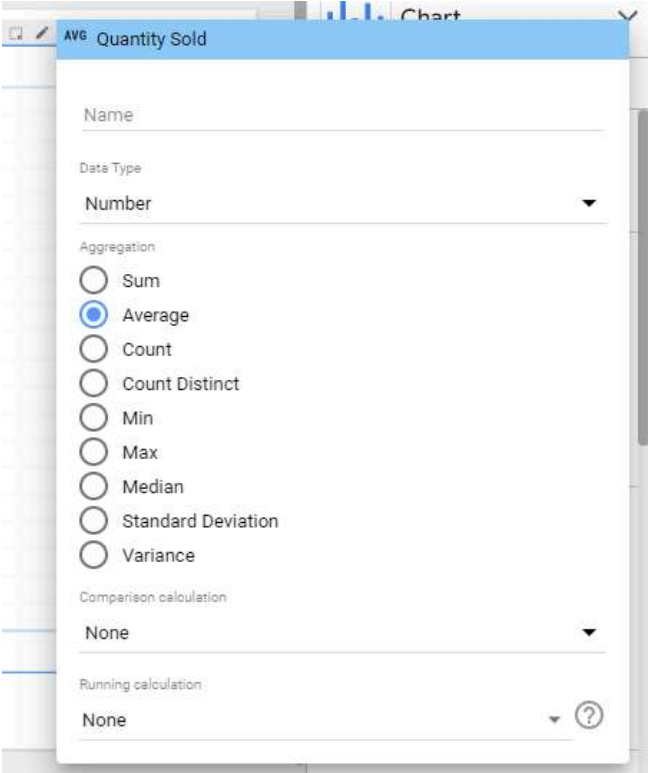 Chart
AVG Quantity Sold
Name
Data Type
Number
Aggregation
Sum
Average
Count
Count Distinct
Min
Max
Median
Standard Deviation
Variance
Comparison calculation
None
Running calculation
None
?